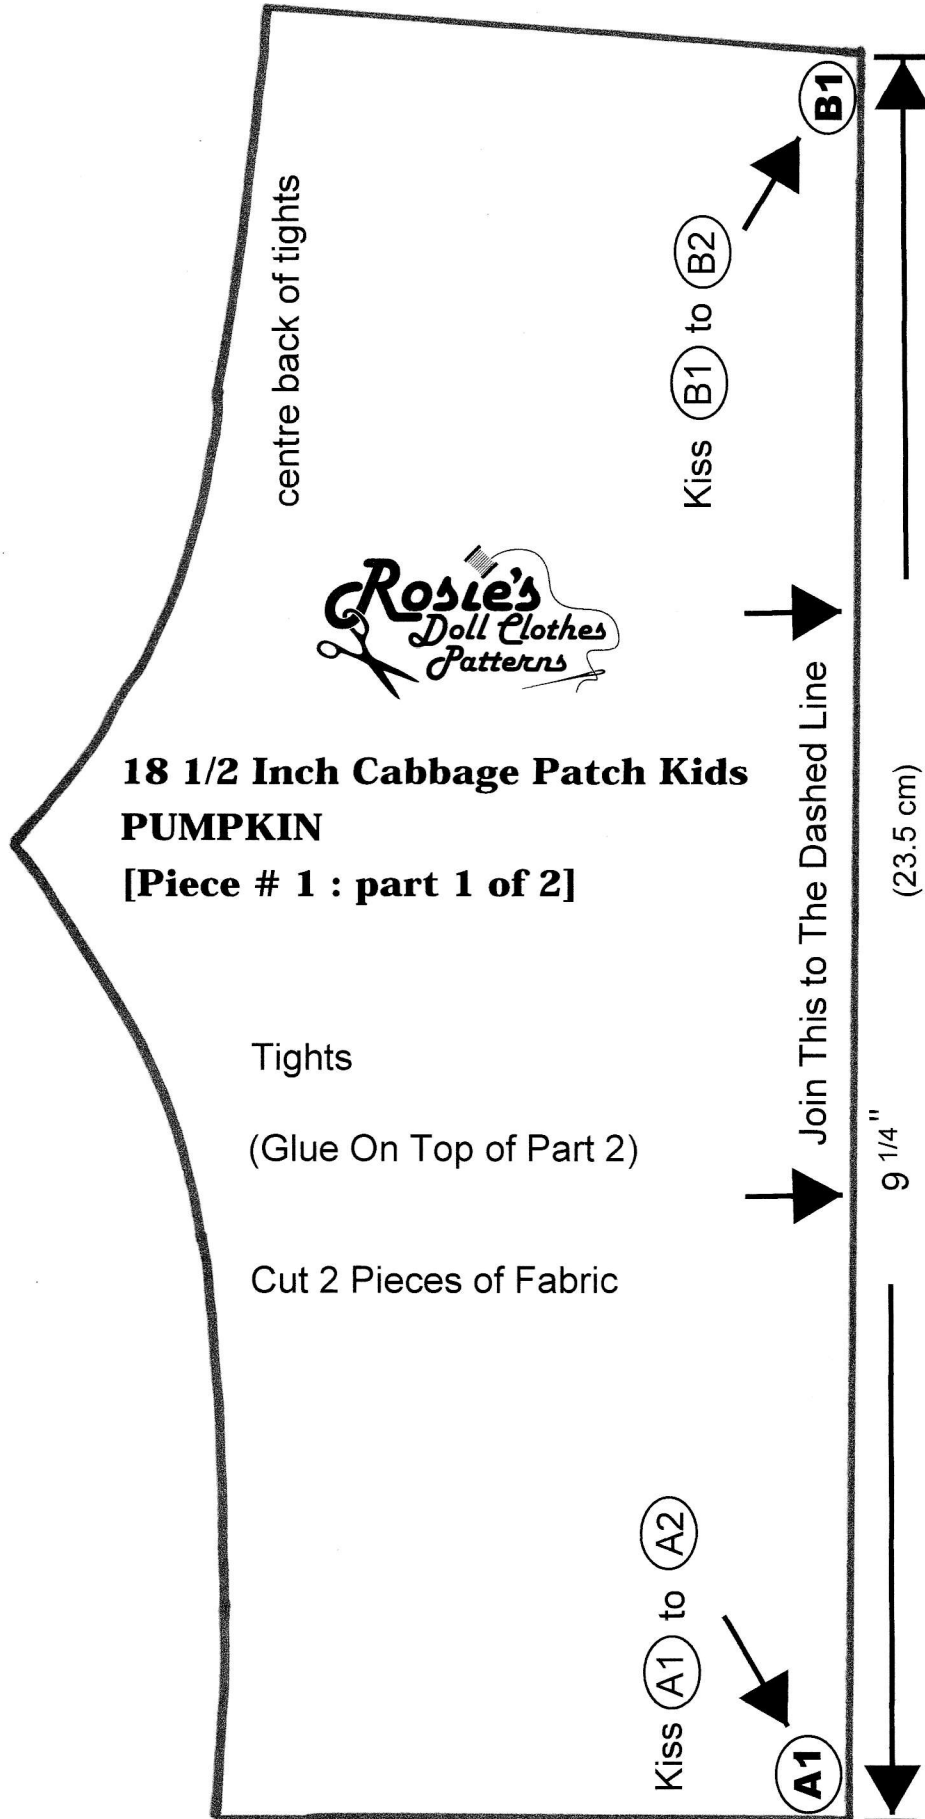 B1
centre back of tights
Kiss B1 to B2
Rosie's
Doll Clothes
Patterns
18 1/2 Inch Cabbage Patch Kids
PUMPKIN
[Piece # 1 : part 1 of 2]
Join This to The Dashed Line
(23.5 cm)
9 1/4"
Tights
(Glue On Top of Part 2)
Cut 2 Pieces of Fabric
Kiss A1 to A2
A1